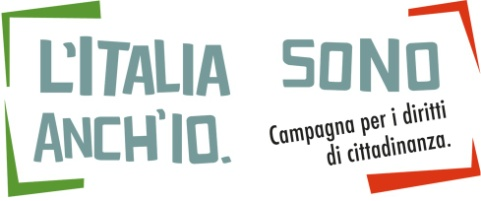 L'ITALIA SONO
ANCH'IO.
Campagna per i diritti
di cittadinanza.